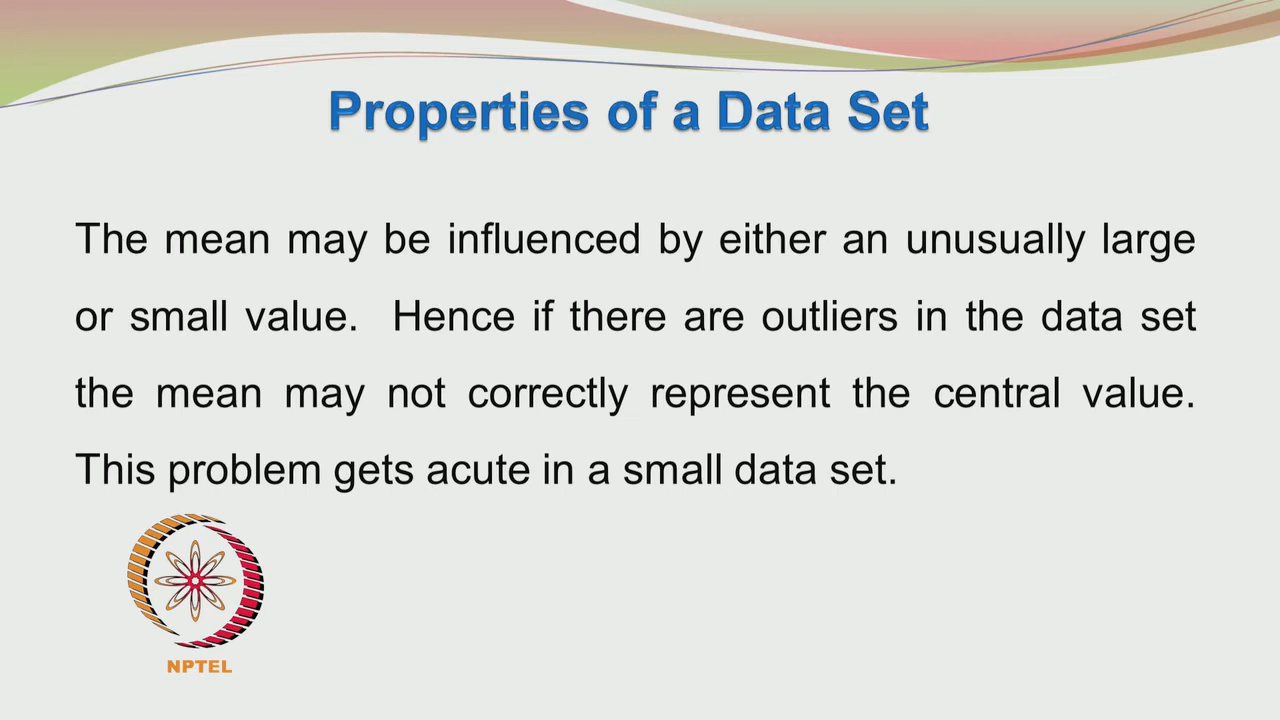 Properties of a Data Set
The mean may be influenced by either an unusually large
or small value. Hence if there are outliers in the data set
the mean may not correctly represent the central value.
This problem gets acute in a small data set.
NPTEL